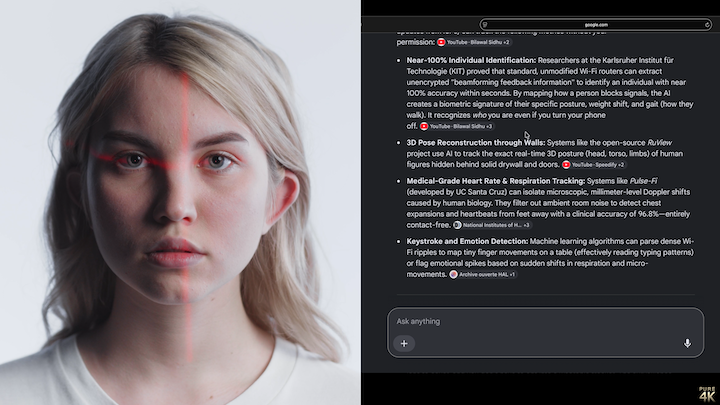 google.com
permission: YouTube · Bilawal Sidhu +2
Near-100% Individual Identification: Researchers at the Karlsruher Institut für
Technologie (KIT) proved that standard, unmodified Wi-Fi routers can extract
unencrypted "beamforming feedback information" to identify an individual with near
100% accuracy within seconds. By mapping how a person blocks signals, the AI
creates a biometric signature of their specific posture, weight shift, and gait (how they
walk). It recognizes who you are even if you turn your phone
off. YouTube · Bilawal Sidhu +3
3D Pose Reconstruction through Walls: Systems like the open-source RuView
project use AI to track the exact real-time 3D posture (head, torso, limbs) of human
figures hidden behind solid drywall and doors. YouTube · Speedify +2
Medical-Grade Heart Rate & Respiration Tracking: Systems like Pulse-Fi
(developed by UC Santa Cruz) can isolate microscopic, millimeter-level Doppler shifts
caused by human biology. They filter out ambient room noise to detect chest
expansions and heartbeats from feet away with a clinical accuracy of 96.8%—entirely
contact-free. National Institutes of H... +3
Keystroke and Emotion Detection: Machine learning algorithms can parse dense Wi-
Fi ripples to map tiny finger movements on a table (effectively reading typing patterns)
or flag emotional spikes based on sudden shifts in respiration and micro-
movements. Archive ouverte HAL +1
Ask anything
PURE
4K